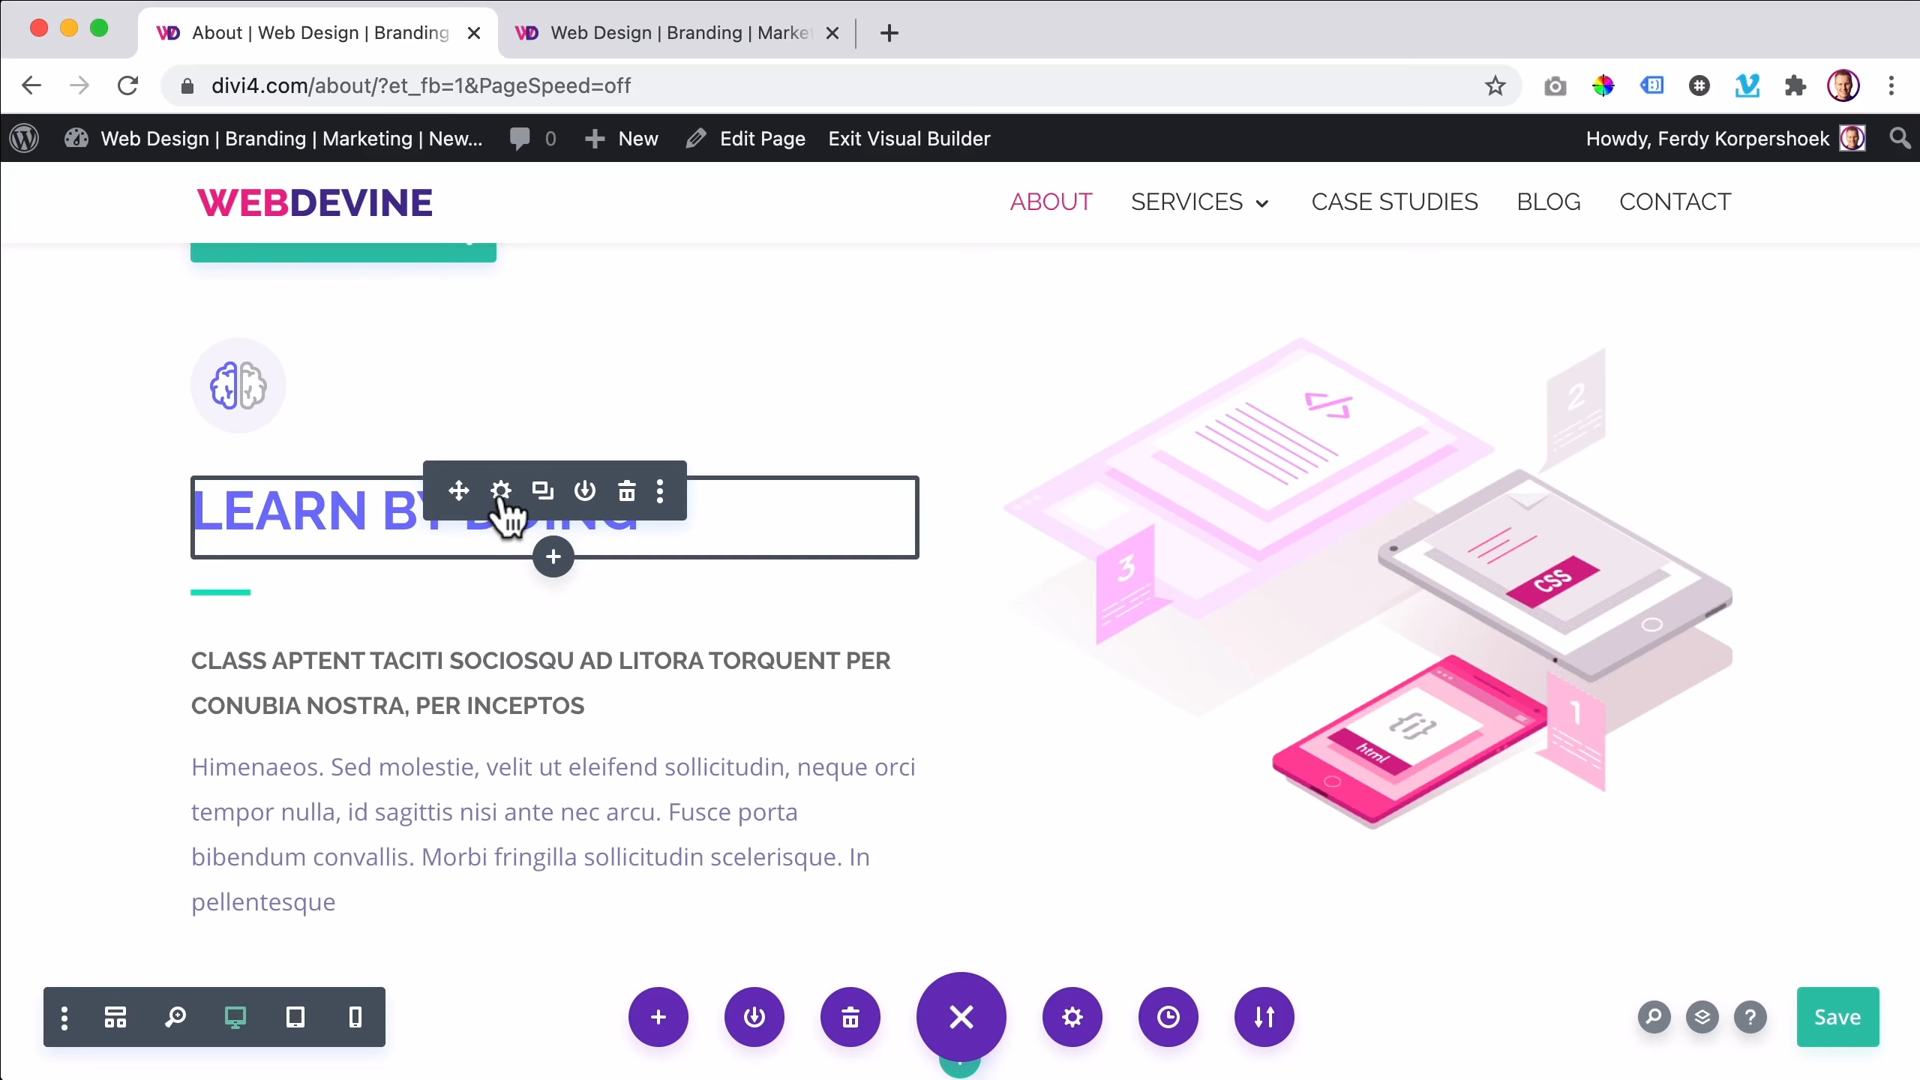 About | Web Design | Branding
Web Design | Branding | Marke
divi4.com/about/?et_fb=1&PageSpeed=off
Web Design | Branding | Marketing | New...
0
New
Edit Page
Exit Visual Builder
Howdy, Ferdy Korpershoek
WEBDEVINE
ABOUT
SERVICES
CASE STUDIES
BLOG
CONTACT
LEARN BY DOING
CLASS APTENT TACITI SOCIOSQU AD LITORA TORQUENT PER
CONUBIA NOSTRA, PER INCEPTOS
Himenaeos. Sed molestie, velit ut eleifend sollicitudin, neque orci
tempor nulla, id sagittis nisi ante nec arcu. Fusce porta
bibendum convallis. Morbi fringilla sollicitudin scelerisque. In
pellentesque
</>
2
3
CSS
1
{i}
html
Save